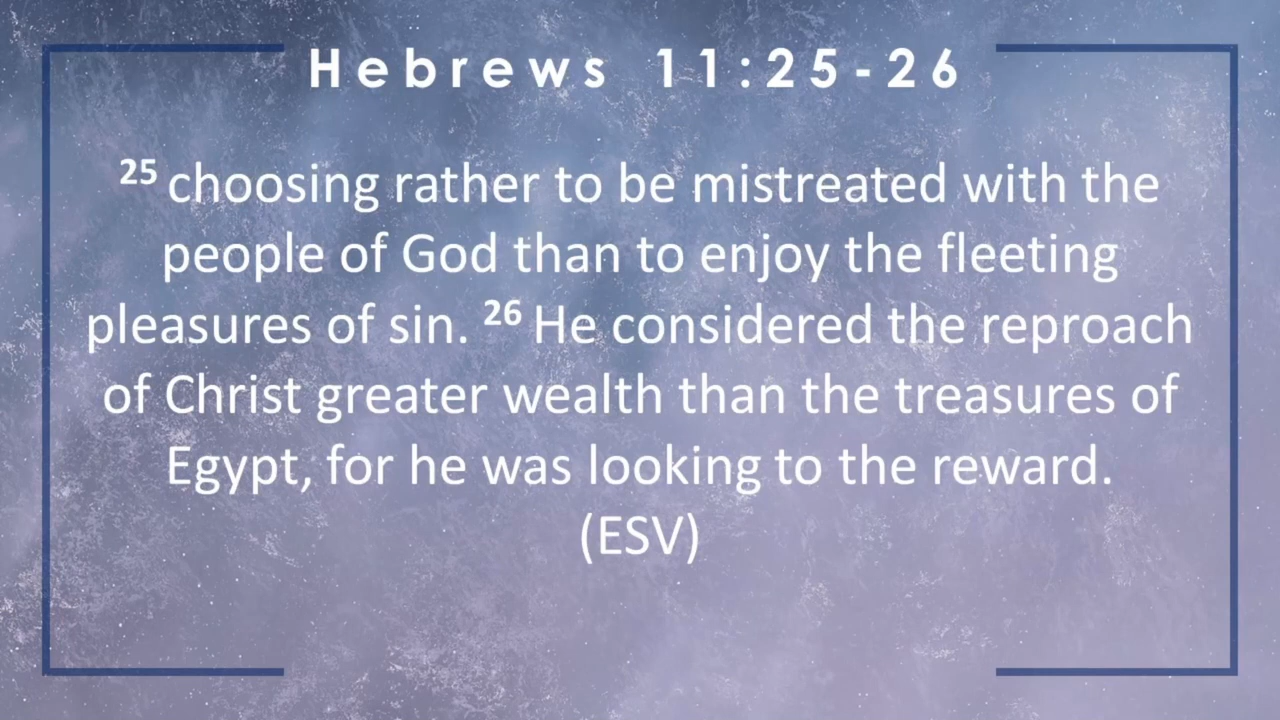 Hebrews 11:25-26
25 choosing rather to be mistreated with the
people of God than to enjoy the fleeting
pleasures of sin. 26 He considered the reproach
of Christ greater wealth than the treasures of
Egypt, for he was looking to the reward.
(ESV)